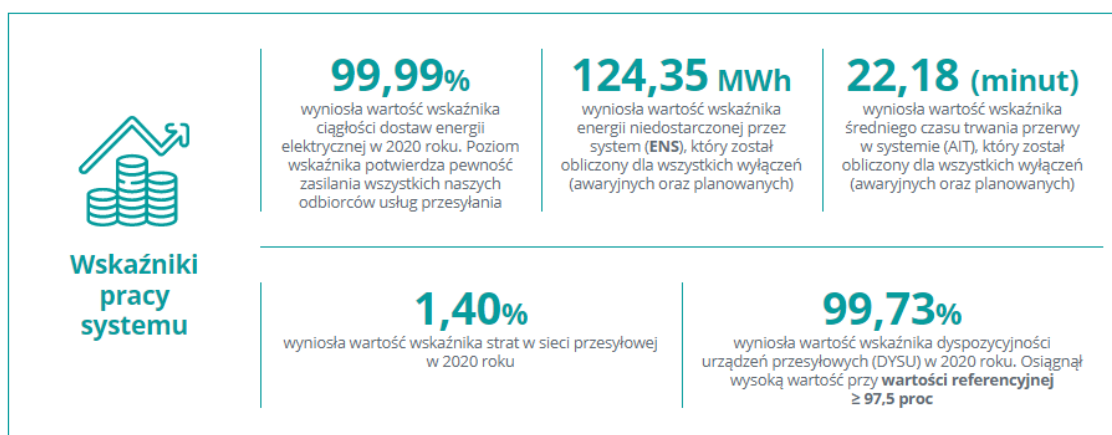 Wskaźniki
pracy
systemu
99,99%
wyniosła wartość wskaźnika
ciągłości dostaw energii
elektrycznej w 2020 roku. Poziom
wskaźnika potwierdza pewność
zasilania wszystkich naszych
odbiorców usług przesyłania
124,35 MWh
wyniosła wartość wskaźnika
energii niedostarczonej przez
system (ENS), który został
obliczony dla wszystkich wyłączeń
(awaryjnych oraz planowanych)
22,18 (minut)
wyniosła wartość wskaźnika
średniego czasu trwania przerwy
w systemie (AIT), który został
obliczony dla wszystkich wyłączeń
(awaryjnych oraz planowanych)
1,40%
wyniosła wartość wskaźnika strat w sieci przesyłowej
w 2020 roku
99,73%
wyniosła wartość wskaźnika dyspozycyjności
urządzeń przesyłowych (DYSU) w 2020 roku. Osiągnął
wysoką wartość przy wartości referencyjnej
≥ 97,5 proc